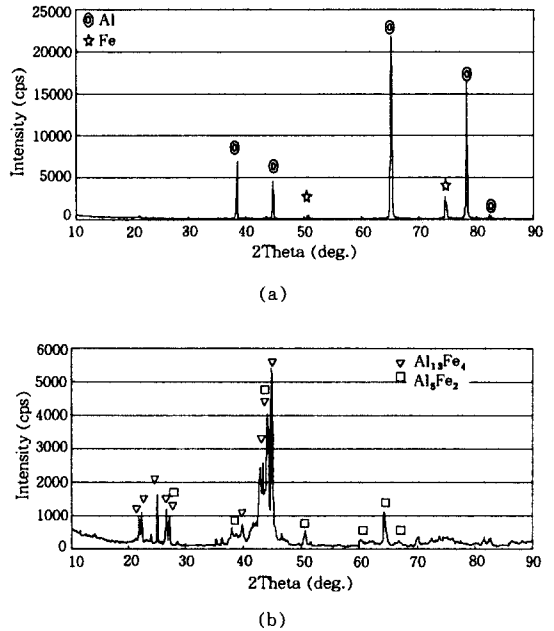 25000
◎ Al
☆ Fe
20000
15000
10000
5000
0
Intensity (cps)
10 20 30 40 50 60 70 80 90
2Theta (deg.)
(a)
6000
▽ Al₁₃Fe₄
□ Al₅Fe₂
5000
4000
3000
2000
1000
0
Intensity (cps)
10 20 30 40 50 60 70 80 90
2Theta (deg.)
(b)